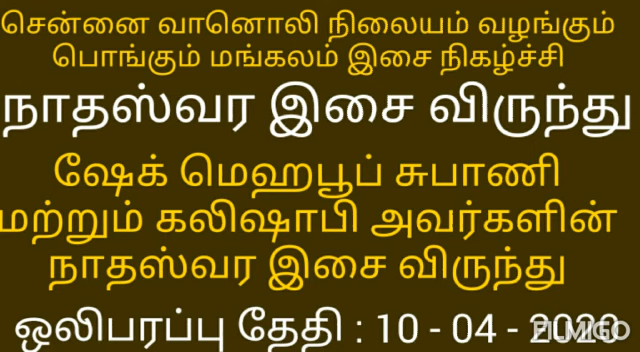 சென்னை வானொலி நிலையம் வழங்கும்
பொங்கும் மங்கலம் இசை நிகழ்ச்சி
நாதஸ்வர இசை விருந்து
ஷேக் மெஹபூப் சுபாணி
மற்றும் கலிஷாபி அவர்களின்
நாதஸ்வர இசை விருந்து
ஒலிபரப்பு தேதி : 10 - 04 - 2020
FILMIGO